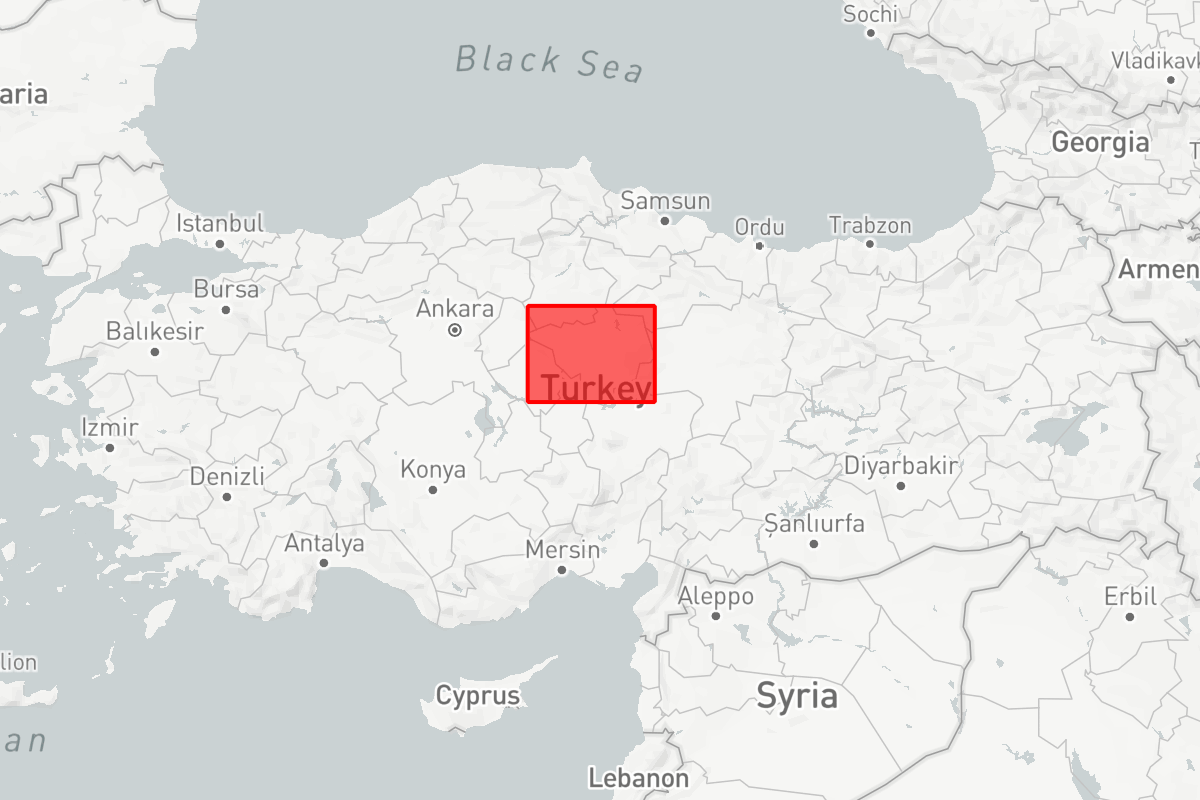 Sochi
Black Sea
Vladikavk
aria
Georgia
T
Samsun
Istanbul
Ordu
Trabzon
Armen
Bursa
Ankara
Balıkesir
Turkey
Izmir
Denizli
Konya
Diyarbakir
Şanlıurfa
Antalya
Mersin
Aleppo
Erbil
lion
Cyprus
Syria
an
Lebanon